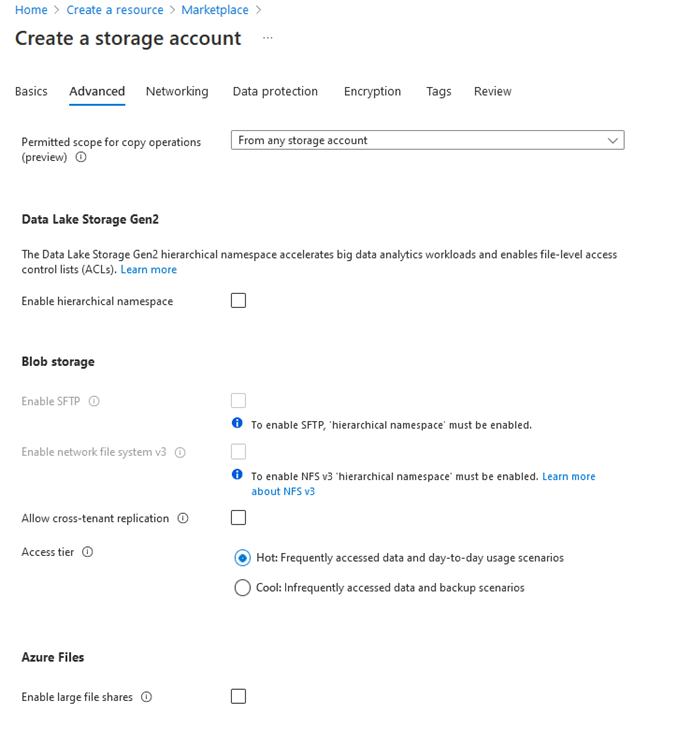 Home > Create a resource > Marketplace >
Create a storage account ...
Basics Advanced Networking Data protection Encryption Tags Review
Permitted scope for copy operations
(preview)
From any storage account
Data Lake Storage Gen2
The Data Lake Storage Gen2 hierarchical namespace accelerates big data analytics workloads and enables file-level access
control lists (ACLs). Learn more
Enable hierarchical namespace
Blob storage
Enable SFTP
To enable SFTP, 'hierarchical namespace' must be enabled.
Enable network file system v3
To enable NFS v3 'hierarchical namespace' must be enabled. Learn more
about NFS v3
Allow cross-tenant replication
Access tier
Hot: Frequently accessed data and day-to-day usage scenarios
Cool: Infrequently accessed data and backup scenarios
Azure Files
Enable large file shares